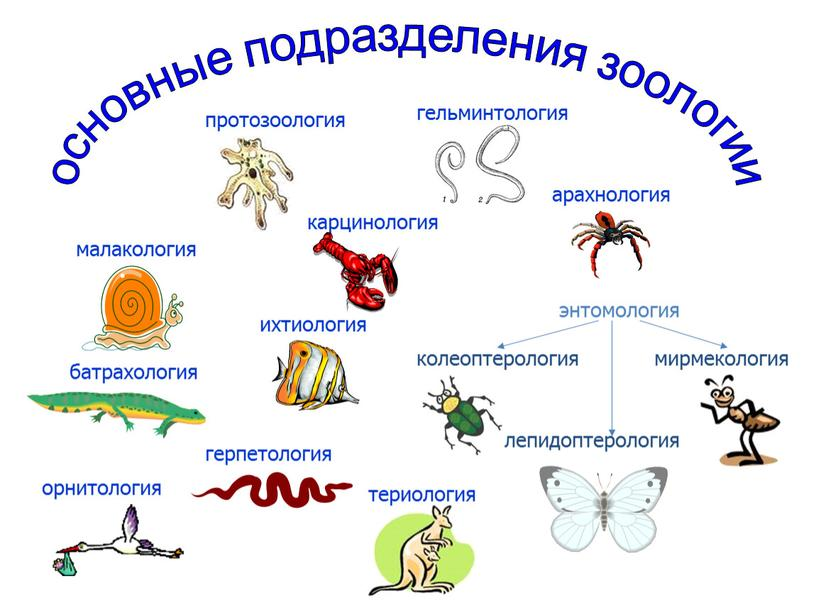 основные подразделения зоологии
протозоология
гельминтология
1 2
арахнология
карцинология
малакология
энтомология
ихтиология
колеоптерология
мирмекология
батрахология
лепидоптерология
герпетология
орнитология
териология